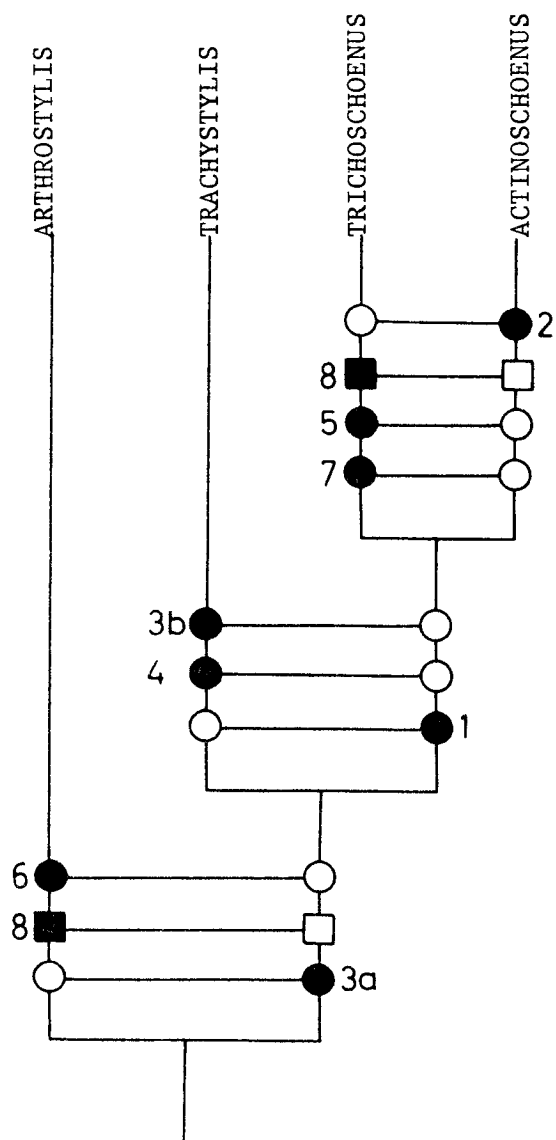 ARTHROSTYLIS
TRACHYSTYLIS
TRICHOSCHOENUS
ACTINOSCHOENUS
2
8
5
7
3b
4
1
6
8
3a